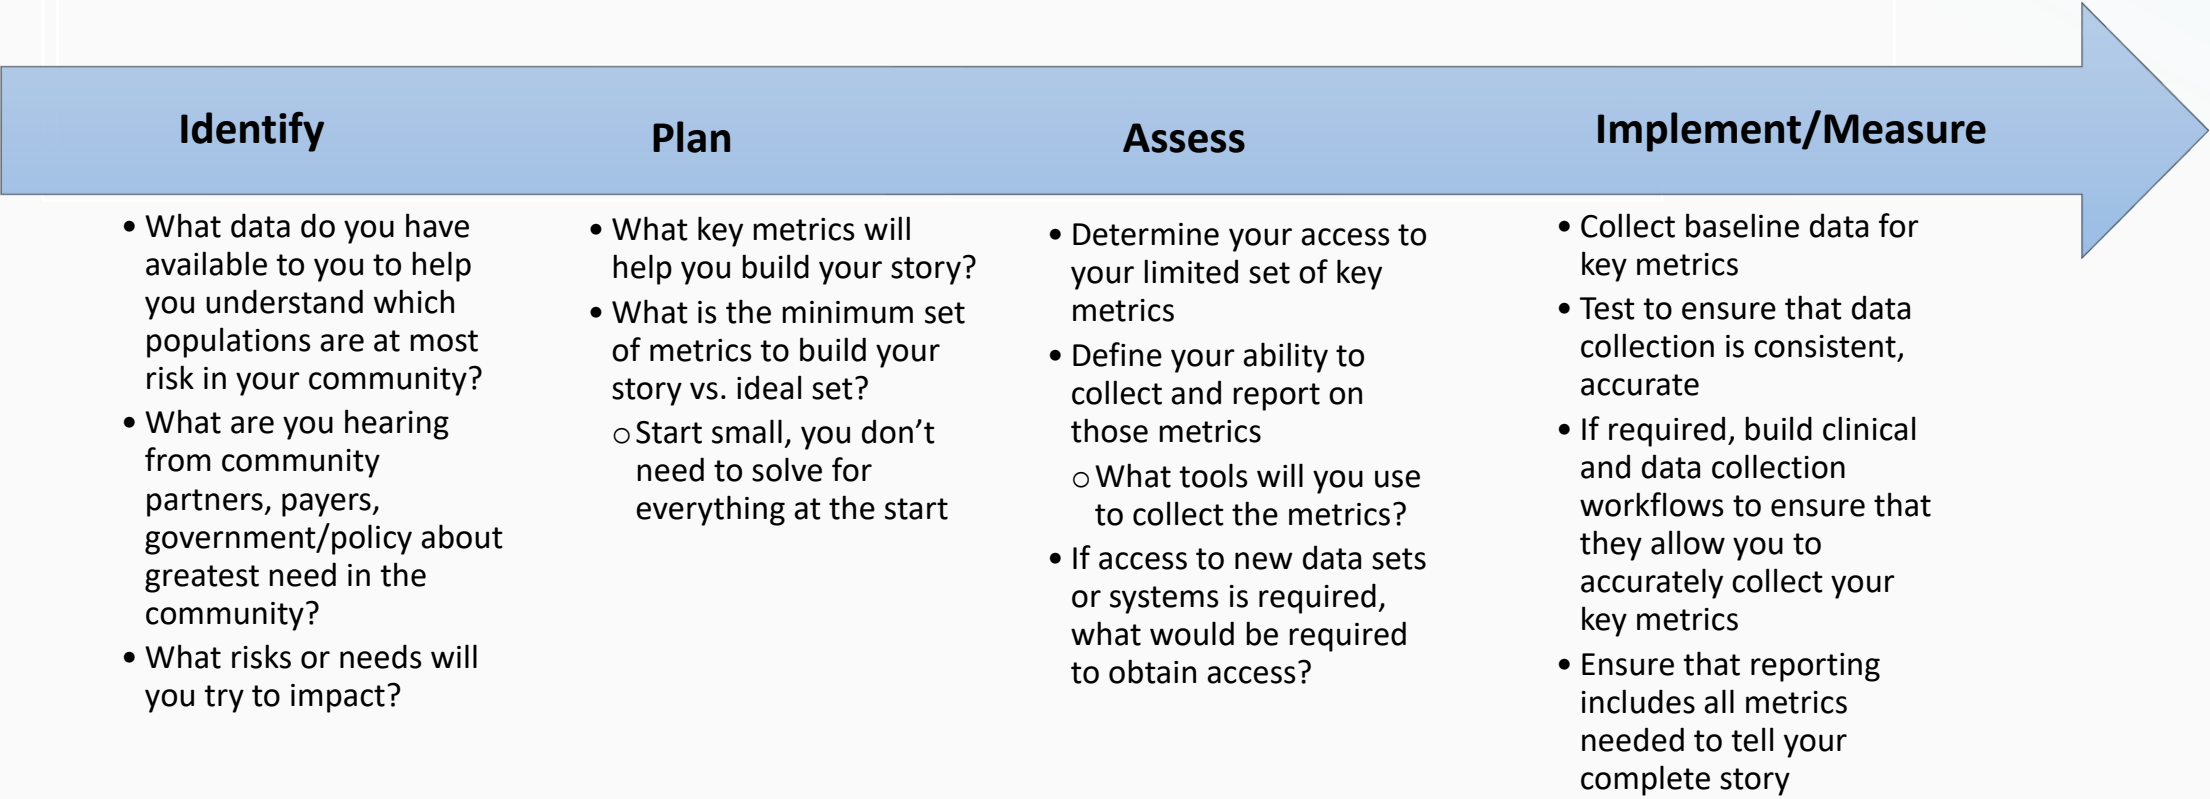 Identify
• What data do you have
available to you to help
you understand which
populations are at most
risk in your community?
• What are you hearing
from community
partners, payers,
government/policy about
greatest need in the
community?
• What risks or needs will
you try to impact?
Plan
• What key metrics will
help you build your story?
• What is the minimum set
of metrics to build your
story vs. ideal set?
o Start small, you don’t
need to solve for
everything at the start
Assess
• Determine your access to
your limited set of key
metrics
• Define your ability to
collect and report on
those metrics
o What tools will you use
to collect the metrics?
• If access to new data sets
or systems is required,
what would be required
to obtain access?
Implement/Measure
• Collect baseline data for
key metrics
• Test to ensure that data
collection is consistent,
accurate
• If required, build clinical
and data collection
workflows to ensure that
they allow you to
accurately collect your
key metrics
• Ensure that reporting
includes all metrics
needed to tell your
complete story